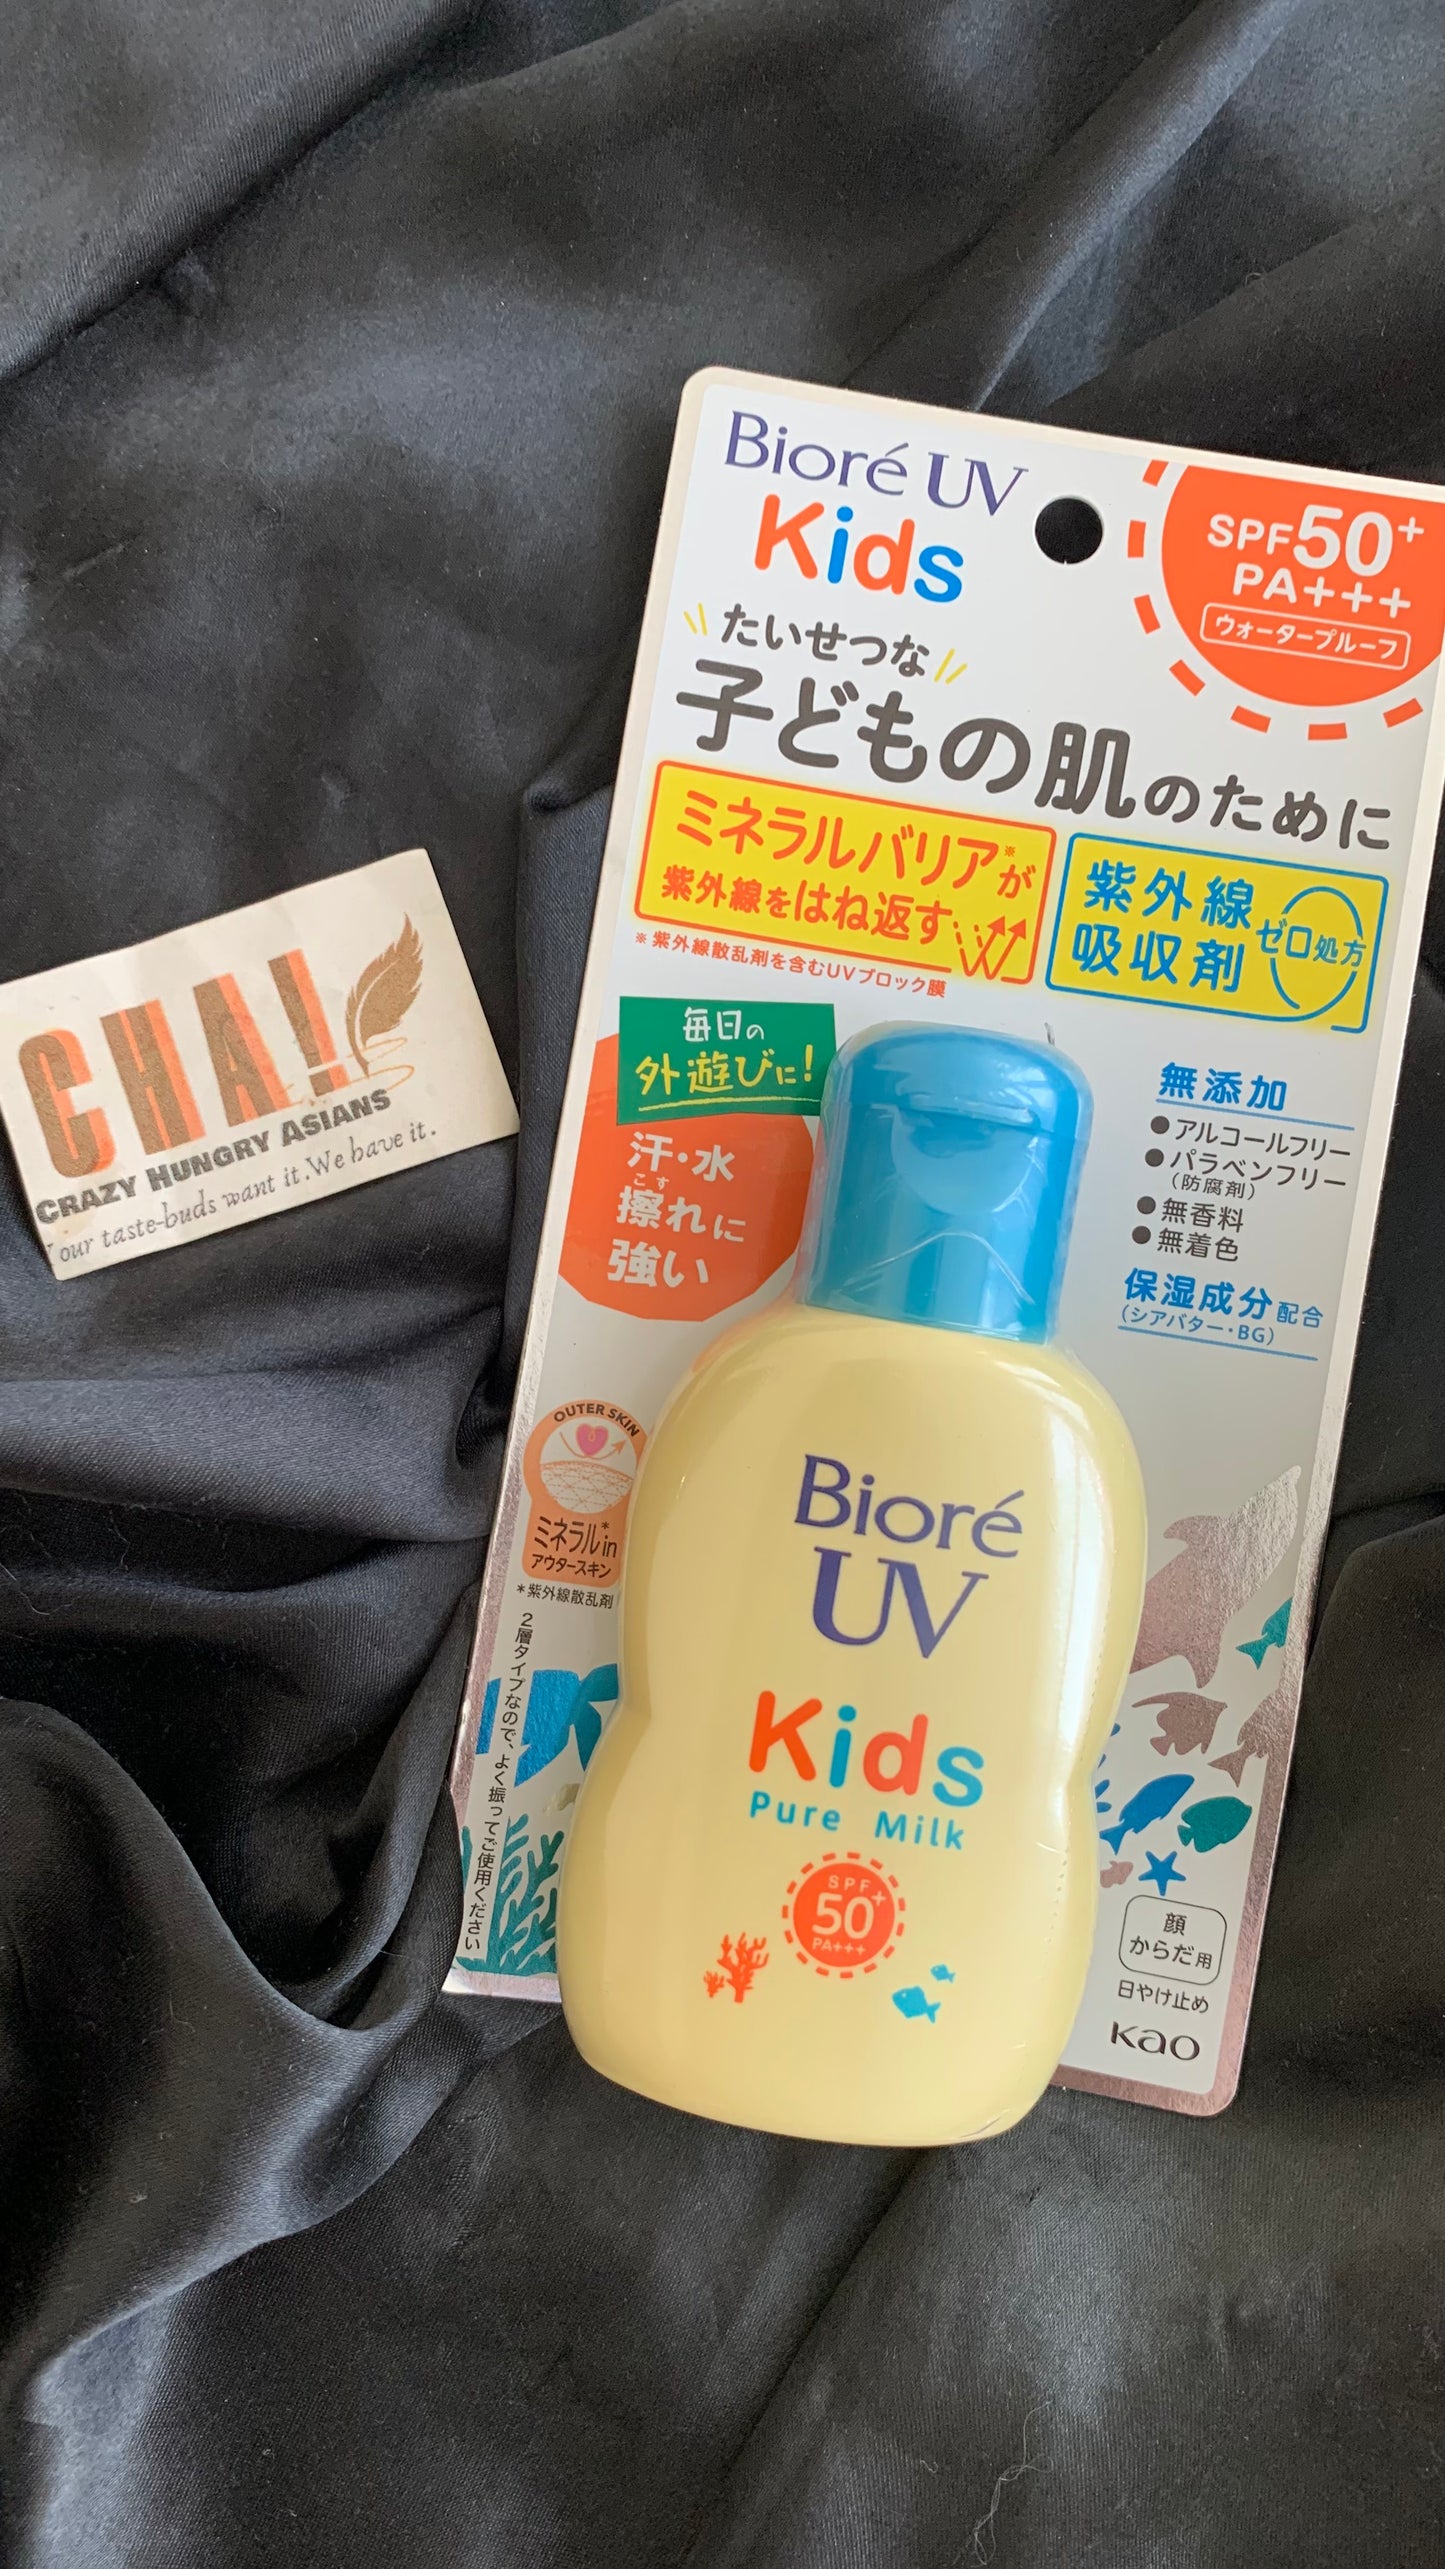 Bioré UV
Kids
SPF50+
PA+++
ウォータープルーフ
たいせつな
子どもの肌のために
ミネラルバリア※が
紫外線をはね返す
※紫外線散乱剤を含むUVブロック膜
紫外線
吸収剤
ゼロ処方
毎日の
外遊びに!
汗・水
こす
擦れに
強い
無添加
●アルコールフリー
●パラベンフリー
(防腐剤)
●無香料
●無着色
保湿成分配合
(シアバター・BG)
OUTER SKIN
ミネラル*in
アウタースキン
*紫外線散乱剤
2層タイプなので、よく振ってご使用ください
Bioré
UV
Kids
Pure Milk
SPF
50+
PA+++
顔
からだ用
日やけ止め
Kao
CHA!
CRAZY HUNGRY ASIANS
our taste-buds want it. We have it.